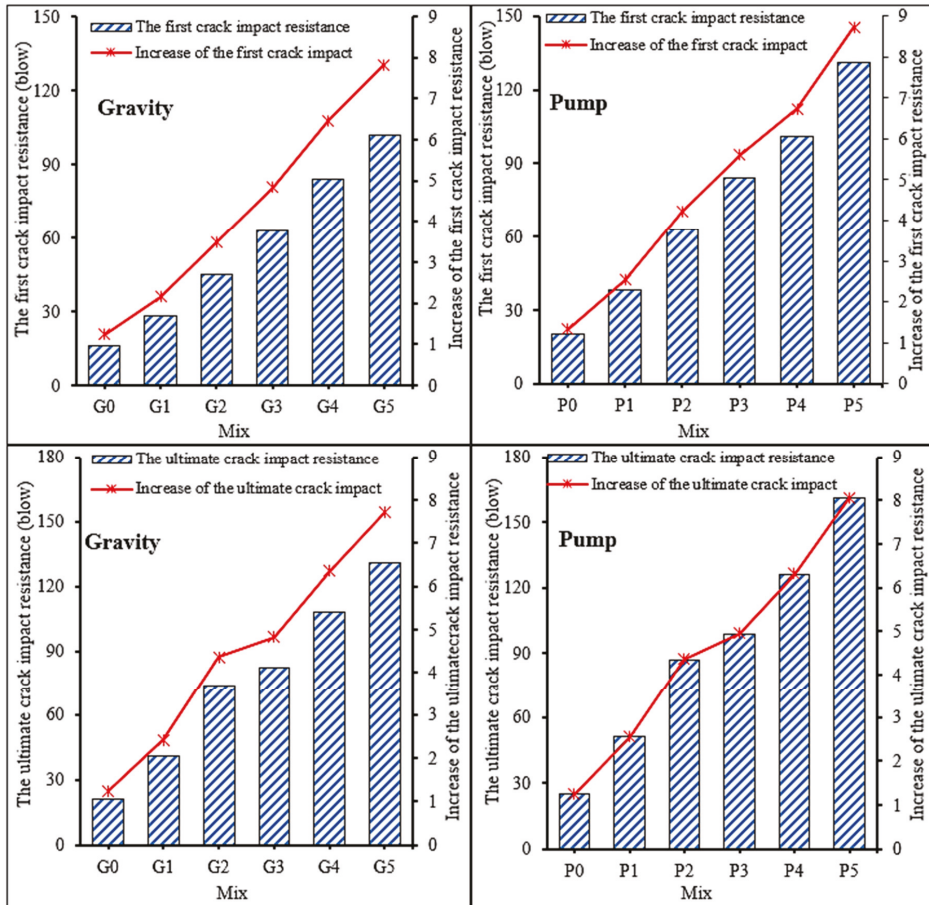 The first crack impact resistance
Increase of the first crack impact
Gravity
The first crack impact resistance (blow)
150
120
90
60
30
0
Increase of the first crack impact resistance
9
8
7
6
5
4
3
2
1
0
G0 G1 G2 G3 G4 G5
Mix
The first crack impact resistance
Increase of the first crack impact
Pump
The first crack impact resistance (blow)
150
120
90
60
30
0
Increase of the first crack impact resistance
9
8
7
6
5
4
3
2
1
0
P0 P1 P2 P3 P4 P5
Mix
The ultimate crack impact resistance
Increase of the ultimate crack impact
Gravity
The ultimate crack impact resistance (blow)
180
150
120
90
60
30
0
Increase of the ultimatecrack impact resistance
9
8
7
6
5
4
3
2
1
0
G0 G1 G2 G3 G4 G5
Mix
The ultimate crack impact resistance
Increase of the ultimate crack impact
Pump
The ultimate crack impact resistance (blow)
180
150
120
90
60
30
0
Increase of the ultimate crack impact resistance
9
8
7
6
5
4
3
2
1
0
P0 P1 P2 P3 P4 P5
Mix